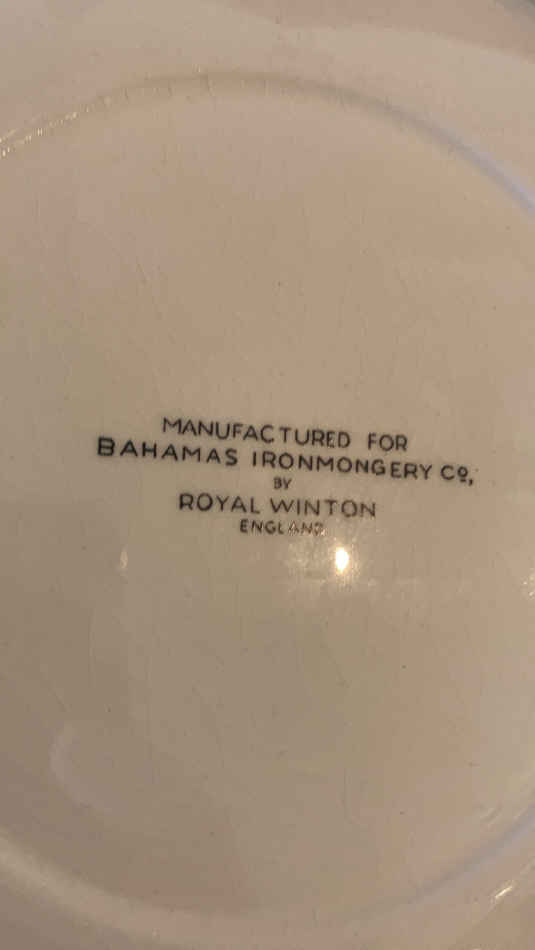 MANUFACTURED FOR
BAHAMAS IRONMONGERY Cº,
BY
ROYAL WINTON
ENGLAND